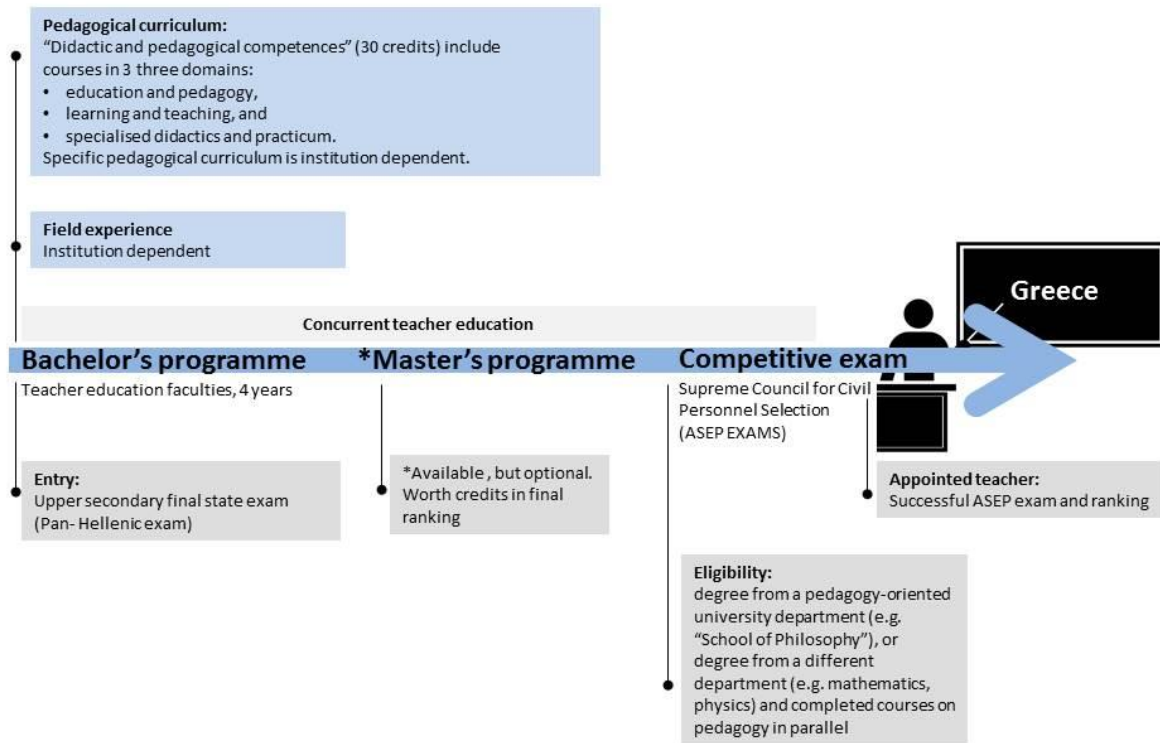 Pedagogical curriculum:
“Didactic and pedagogical competences” (30 credits) include
courses in 3 three domains:
• education and pedagogy,
• learning and teaching, and
• specialised didactics and practicum.
Specific pedagogical curriculum is institution dependent.
Field experience
Institution dependent
Greece
Concurrent teacher education
Bachelor’s programme
*Master’s programme
Competitive exam
Teacher education faculties, 4 years
Supreme Council for Civil
Personnel Selection
(ASEP EXAMS)
Entry:
Upper secondary final state exam
(Pan- Hellenic exam)
*Available , but optional.
Worth credits in final
ranking
Appointed teacher:
Successful ASEP exam and ranking
Eligibility:
degree from a pedagogy-oriented
university department (e.g.
“School of Philosophy”), or
degree from a different
department (e.g. mathematics,
physics) and completed courses on
pedagogy in parallel